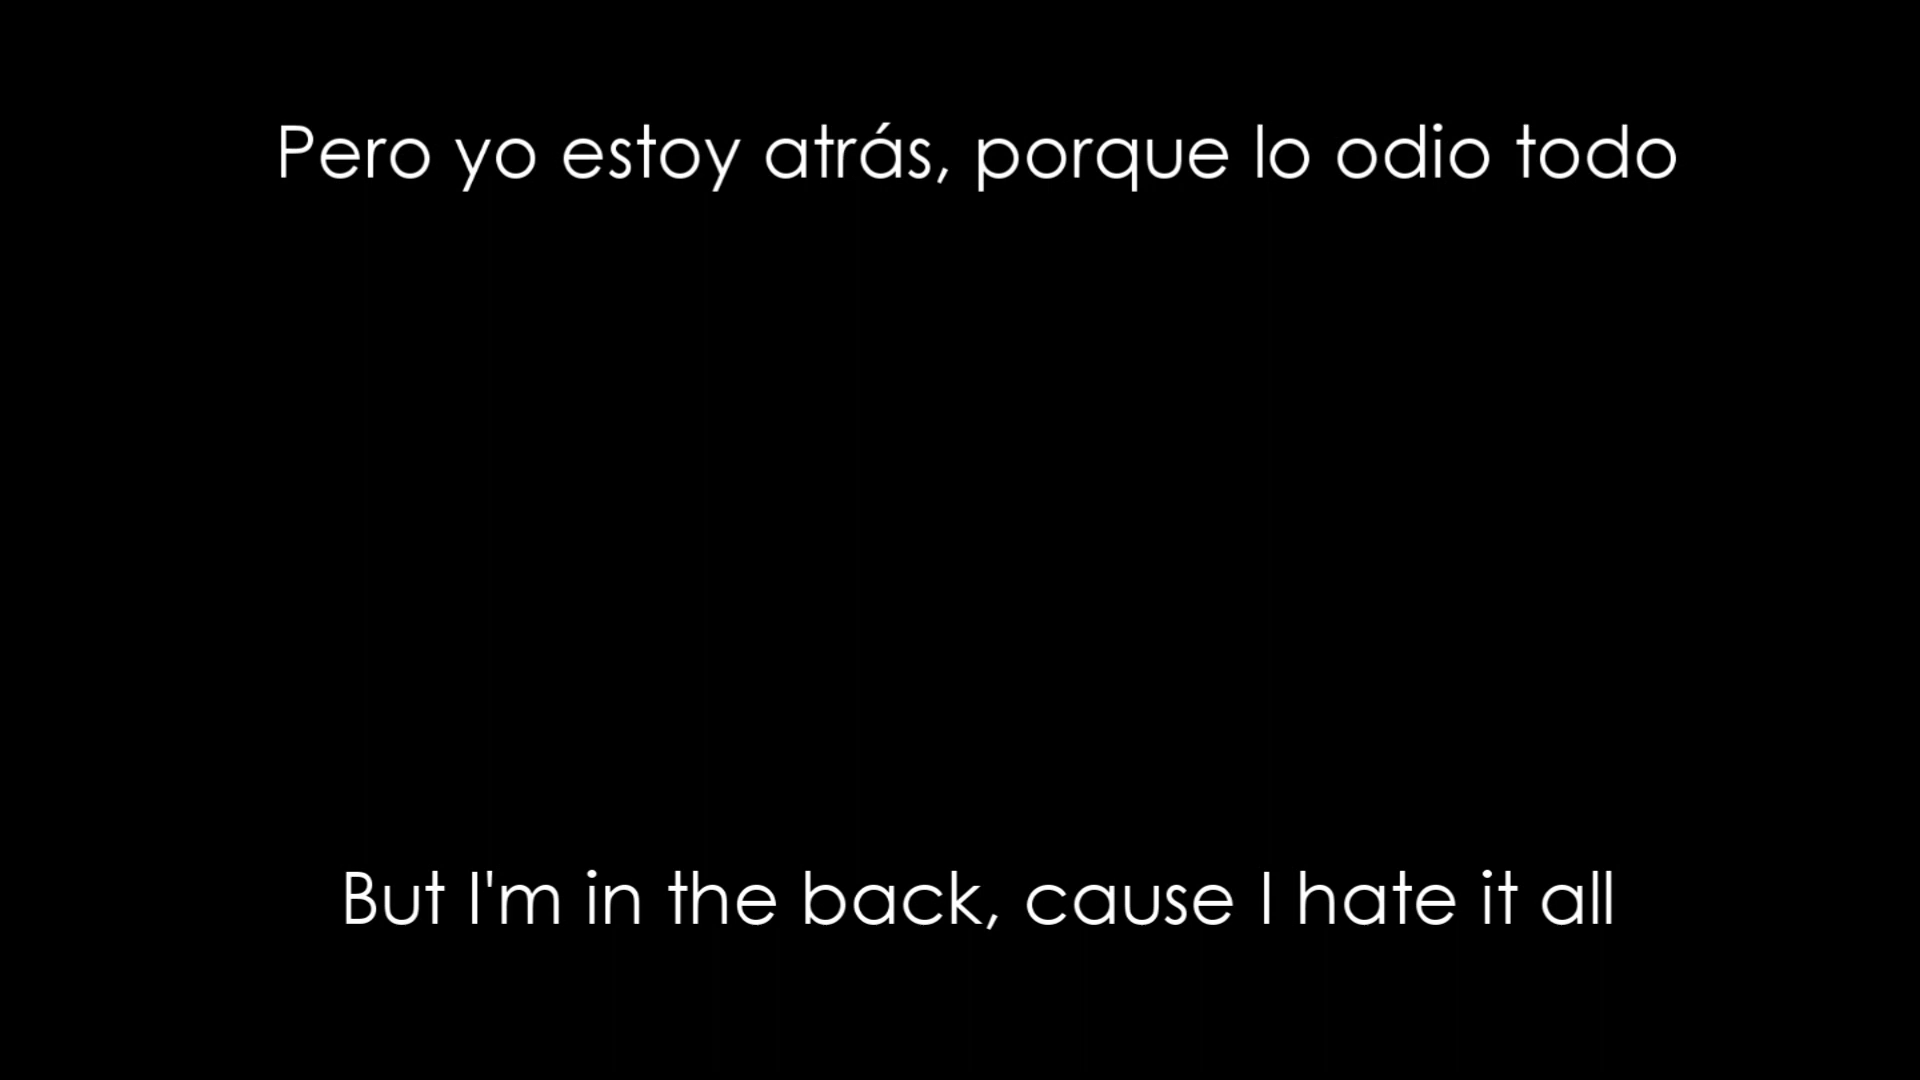 Pero yo estoy atrás, porque lo odio todo
But I'm in the back, cause I hate it all